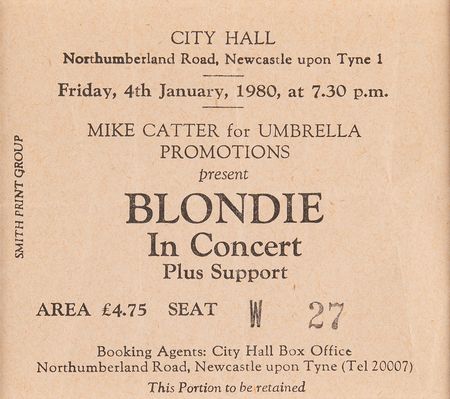 CITY HALL
Northumberland Road, Newcastle upon Tyne 1
Friday, 4th January, 1980, at 7.30 p.m.
MIKE CATTER for UMBRELLA
PROMOTIONS
present
BLONDIE
In Concert
Plus Support
AREA £4.75 SEAT W 27
Booking Agents: City Hall Box Office
Northumberland Road, Newcastle upon Tyne (Tel 20007)
This Portion to be retained
SMITH PRINT GROUP